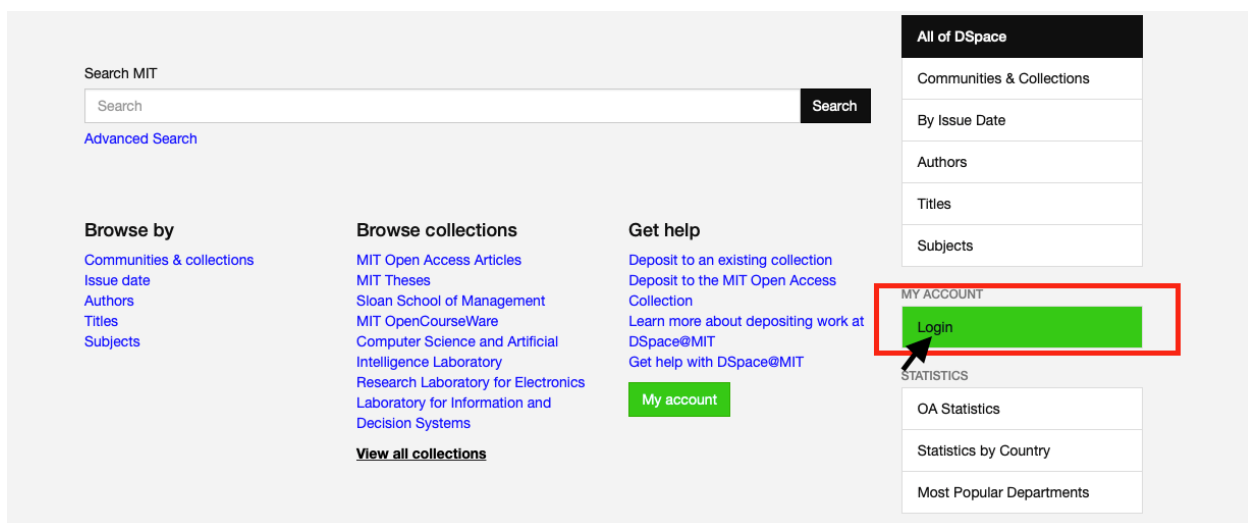 Search MIT
Search
Search
Advanced Search
Browse by
Communities & collections
Issue date
Authors
Titles
Subjects
Browse collections
MIT Open Access Articles
MIT Theses
Sloan School of Management
MIT OpenCourseWare
Computer Science and Artificial
Intelligence Laboratory
Research Laboratory for Electronics
Laboratory for Information and
Decision Systems
View all collections
Get help
Deposit to an existing collection
Deposit to the MIT Open Access
Collection
Learn more about depositing work at
DSpace@MIT
Get help with DSpace@MIT
My account
All of DSpace
Communities & Collections
By Issue Date
Authors
Titles
Subjects
MY ACCOUNT
Login
STATISTICS
OA Statistics
Statistics by Country
Most Popular Departments